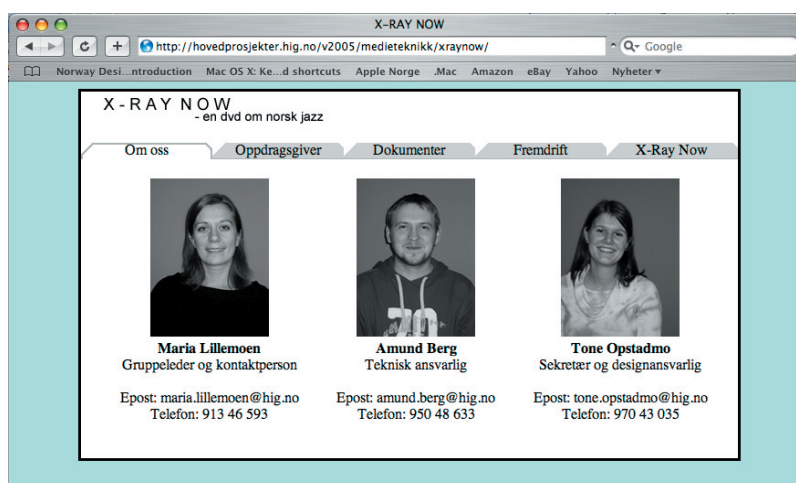 X-RAY NOW
http://hovedprosjekter.hig.no/v2005/medieteknikk/xraynow/
Google
Norway Desi...ntroduction Mac OS X: Ke...d shortcuts Apple Norge .Mac Amazon eBay Yahoo Nyheter
X-RAY NOW
- en dvd om norsk jazz
Om oss Oppdragsgiver Dokumenter Fremdrift X-Ray Now
Maria Lillemoen Amund Berg Tone Opstadmo
Gruppeleder og kontaktperson Teknisk ansvarlig Sekretær og designansvarlig
Epost: maria.lillemoen@hig.no Epost: amund.berg@hig.no Epost: tone.opstadmo@hig.no
Telefon: 913 46 593 Telefon: 950 48 633 Telefon: 970 43 035